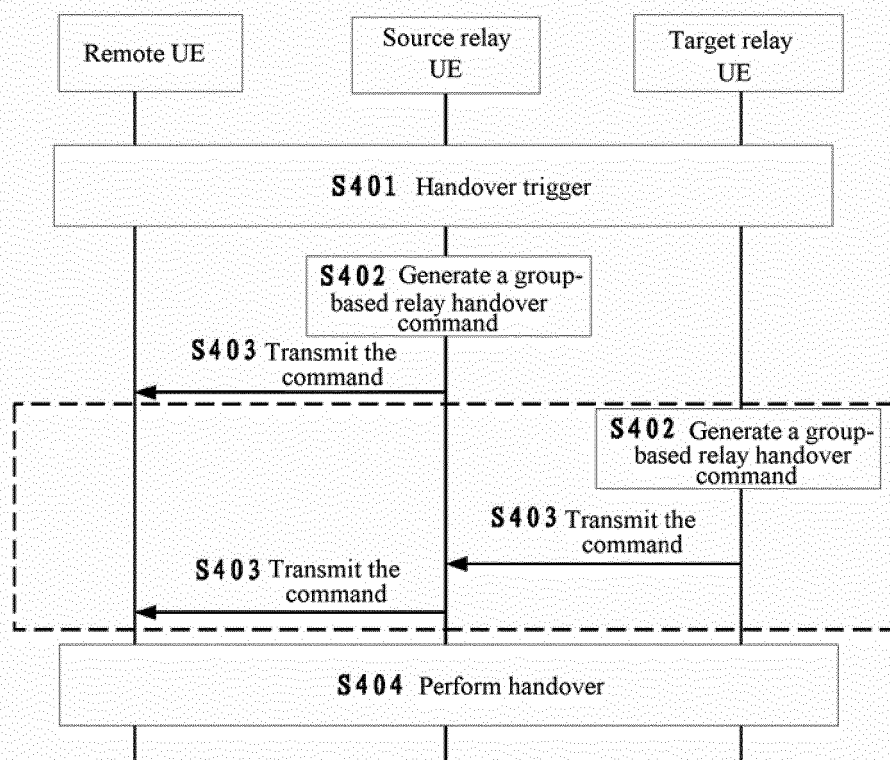 Remote UE
Source relay
UE
Target relay
UE
S401 Handover trigger
S402 Generate a group-
based relay handover
command
S403 Transmit the
command
S402 Generate a group-
based relay handover
command
S403 Transmit the
command
S403 Transmit the
command
S404 Perform handover